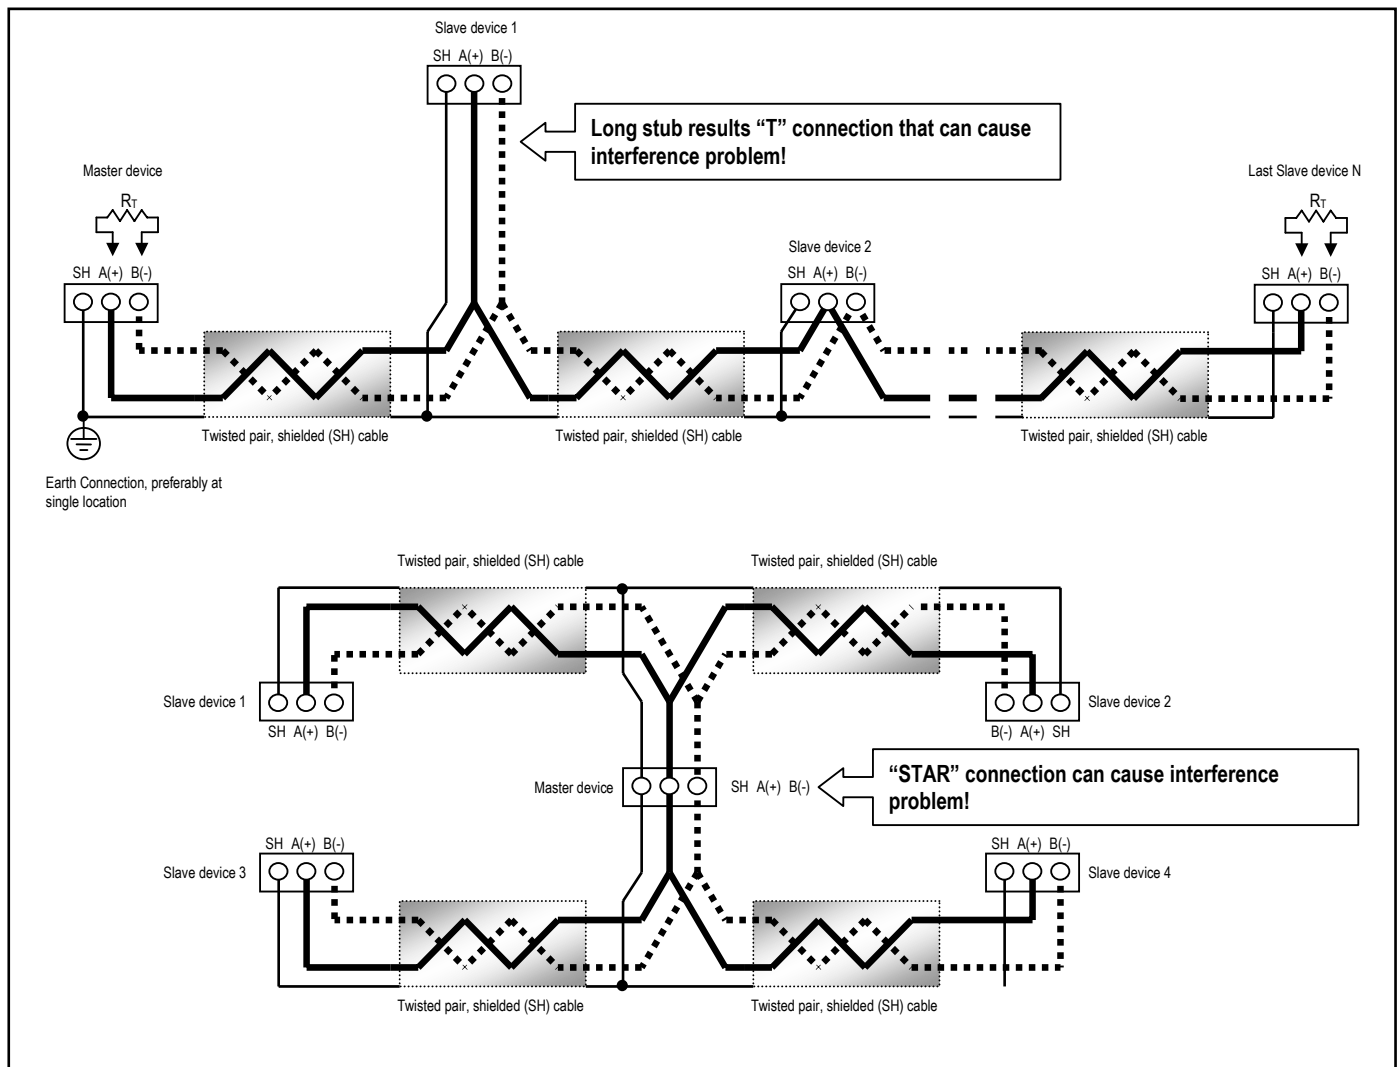 Slave device 1
SH A(+) B(-)
Long stub results “T” connection that can cause
interference problem!
Master device
RT
SH A(+) B(-)
Last Slave device N
RT
SH A(+) B(-)
Slave device 2
SH A(+) B(-)
Twisted pair, shielded (SH) cable
Twisted pair, shielded (SH) cable
Twisted pair, shielded (SH) cable
Earth Connection, preferably at
single location
Twisted pair, shielded (SH) cable
Twisted pair, shielded (SH) cable
Slave device 1
SH A(+) B(-)
Slave device 2
B(-) A(+) SH
Master device
SH A(+) B(-)
“STAR” connection can cause interference
problem!
Slave device 3
SH A(+) B(-)
SH A(+) B(-)
Slave device 4
Twisted pair, shielded (SH) cable
Twisted pair, shielded (SH) cable